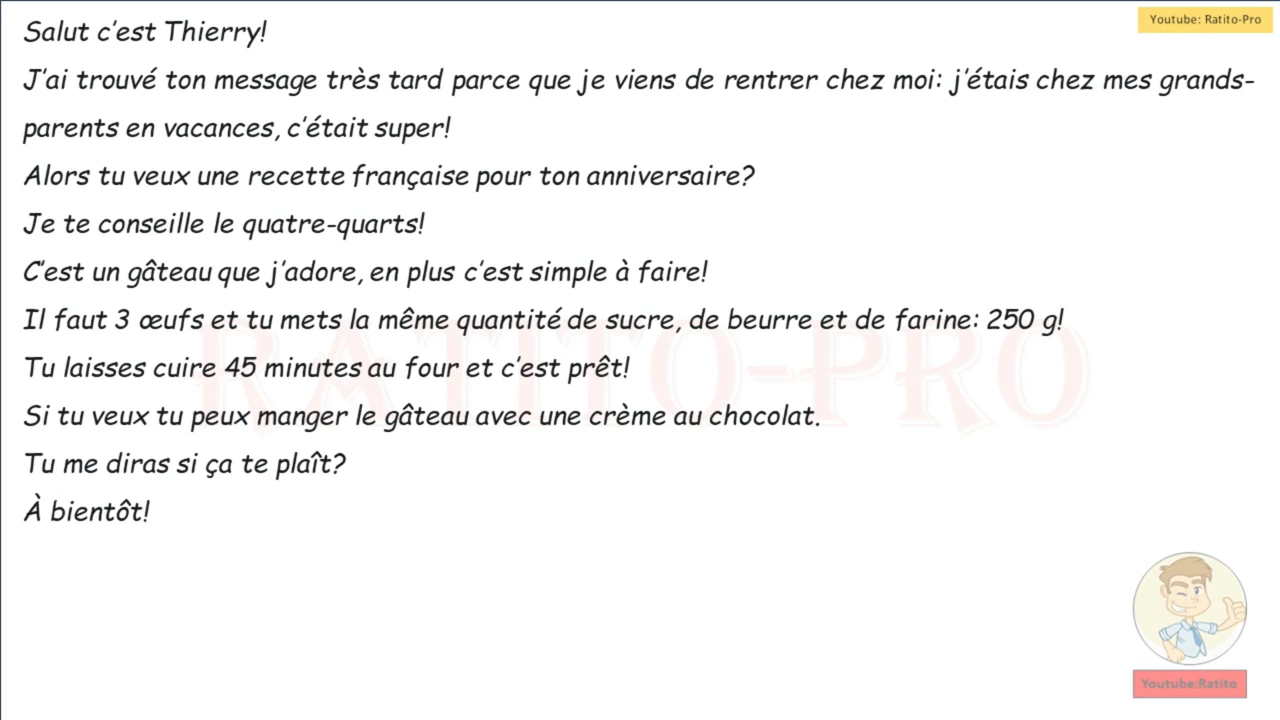 Youtube: Ratito-Pro
Salut c'est Thierry!
J'ai trouvé ton message très tard parce que je viens de rentrer chez moi: j'étais chez mes grands-
parents en vacances, c'était super!
Alors tu veux une recette française pour ton anniversaire?
Je te conseille le quatre-quarts!
C'est un gâteau que j'adore, en plus c'est simple à faire!
Il faut 3 œufs et tu mets la même quantité de sucre, de beurre et de farine: 250 g!
RATITO-PRO
Tu laisses cuire 45 minutes au four et c'est prêt!
Si tu veux tu peux manger le gâteau avec une crème au chocolat.
Tu me diras si ça te plaît?
À bientôt!
Youtube:Ratito